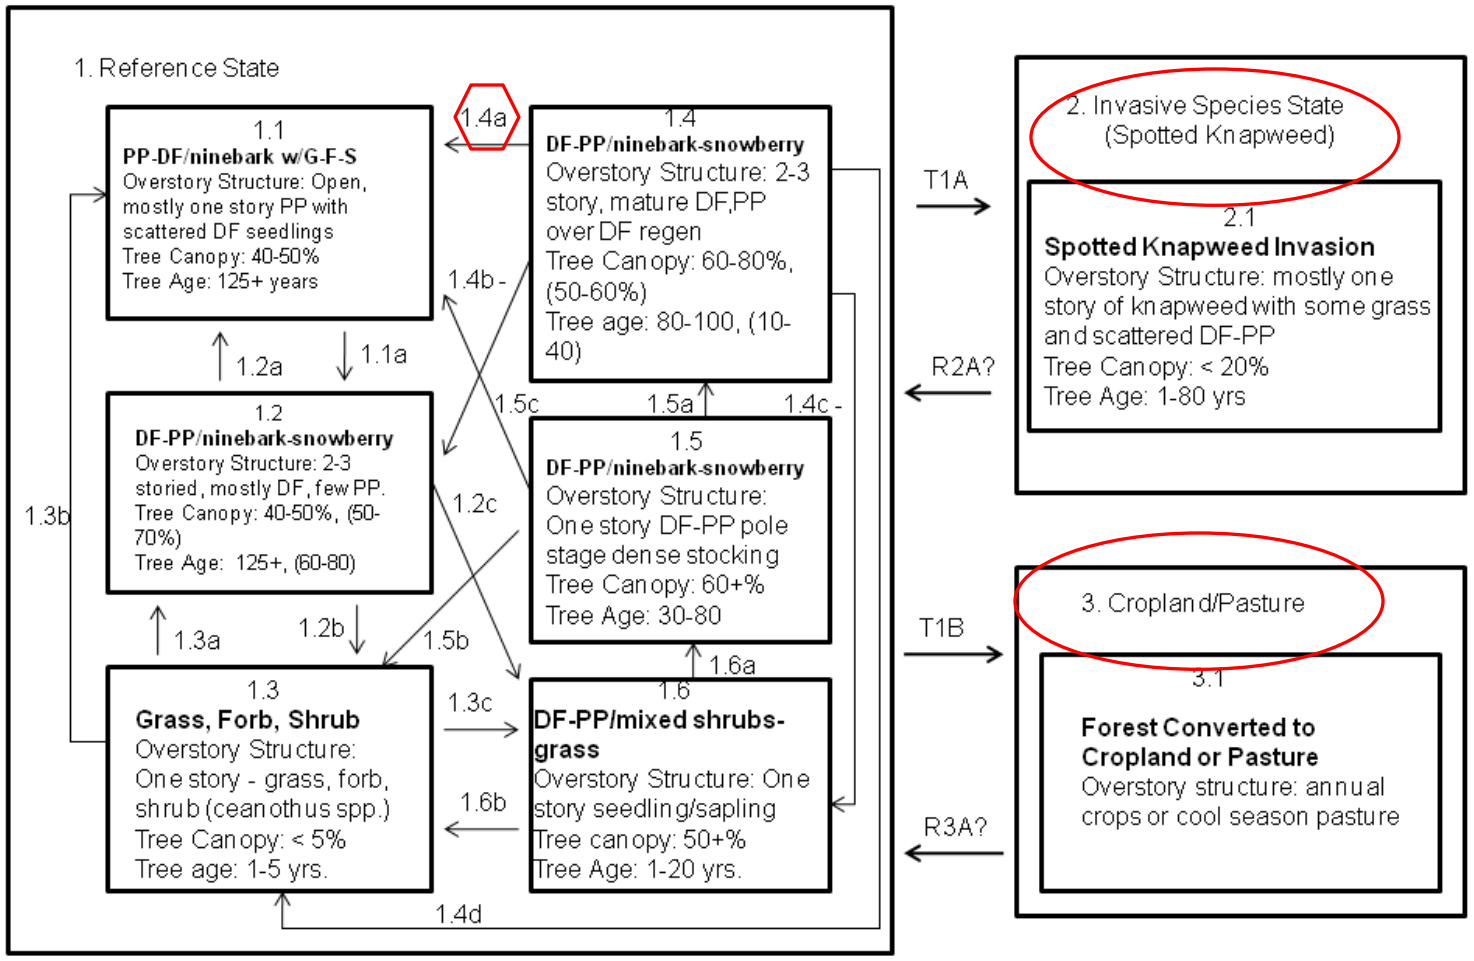 1. Reference State
1.1
PP-DF/ninebark w/G-F-S
Overstory Structure: Open,
mostly one story PP with
scattered DF seedlings
Tree Canopy: 40-50%
Tree Age: 125+ years
1.4a
1.4
DF-PP/ninebark-snowberry
Overstory Structure: 2-3
story, mature DF,PP
over DF regen
Tree Canopy: 60-80%,
(50-60%)
Tree age: 80-100, (10-
40)
1.4b -
1.2a
1.1a
1.5c
1.5a
1.4c -
1.2
DF-PP/ninebark-snowberry
Overstory Structure: 2-3
storied, mostly DF, few PP.
Tree Canopy: 40-50%, (50-
70%)
Tree Age: 125+, (60-80)
1.2c
1.5
DF-PP/ninebark-snowberry
Overstory Structure:
One story DF-PP pole
stage dense stocking
Tree Canopy: 60+%
Tree Age: 30-80
1.3b
1.3a
1.2b
1.5b
1.6a
1.3
Grass, Forb, Shrub
Overstory Structure:
One story - grass, forb,
shrub (ceanothus spp.)
Tree Canopy: < 5%
Tree age: 1-5 yrs.
1.3c
1.6b
1.6
DF-PP/mixed shrubs-
grass
Overstory Structure: One
story seedling/sapling
Tree canopy: 50+%
Tree Age: 1-20 yrs.
1.4d
T1A
R2A?
2. Invasive Species State
(Spotted Knapweed)
2.1
Spotted Knapweed Invasion
Overstory Structure: mostly one
story of knapweed with some grass
and scattered DF-PP
Tree Canopy: < 20%
Tree Age: 1-80 yrs
T1B
R3A?
3. Cropland/Pasture
3.1
Forest Converted to
Cropland or Pasture
Overstory structure: annual
crops or cool season pasture